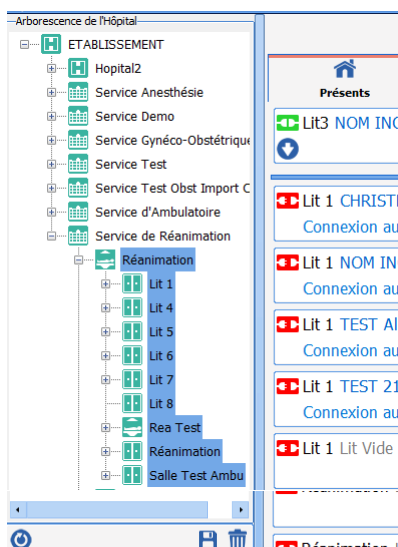 Arborescence de l'Hôpital
ETABLISSEMENT
Hopital2
Service Anesthésie
Service Demo
Service Gynéco-Obstétrique
Service Test
Service Test Obst Import C
Service d'Ambulatoire
Service de Réanimation
Réanimation
Lit 1
Lit 4
Lit 5
Lit 6
Lit 7
Lit 8
Rea Test
Réanimation
Salle Test Ambu
Présents
Lit3 NOM INC
Lit 1 CHRIST
Connexion au
Lit 1 NOM IN
Connexion au
Lit 1 TEST Al
Connexion au
Lit 1 TEST 21
Connexion au
Lit 1 Lit Vide